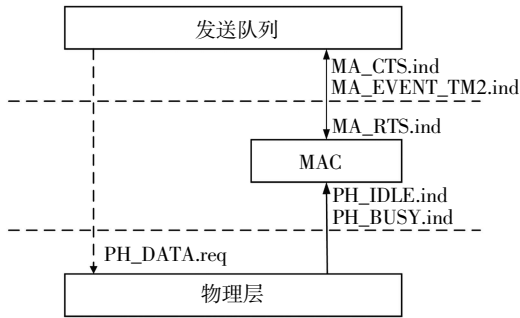 发送队列
MA_CTS.ind
MA_EVENT_TM2.ind
MA_RTS.ind
MAC
PH_IDLE.ind
PH_BUSY.ind
PH_DATA.req
物理层